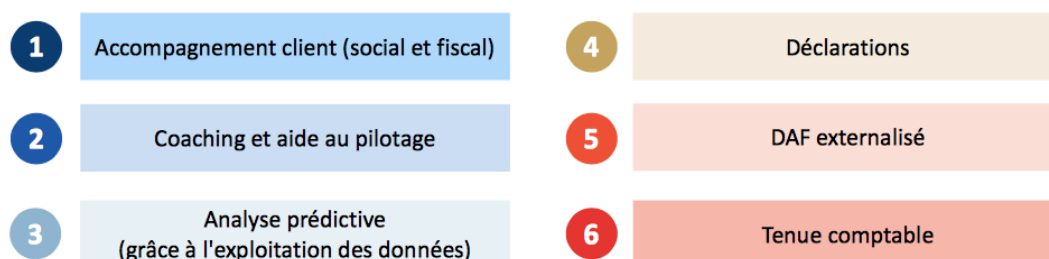 1 Accompagnement client (social et fiscal)
2 Coaching et aide au pilotage
3 Analyse prédictive
(grâce à l'exploitation des données)
4 Déclarations
5 DAF externalisé
6 Tenue comptable